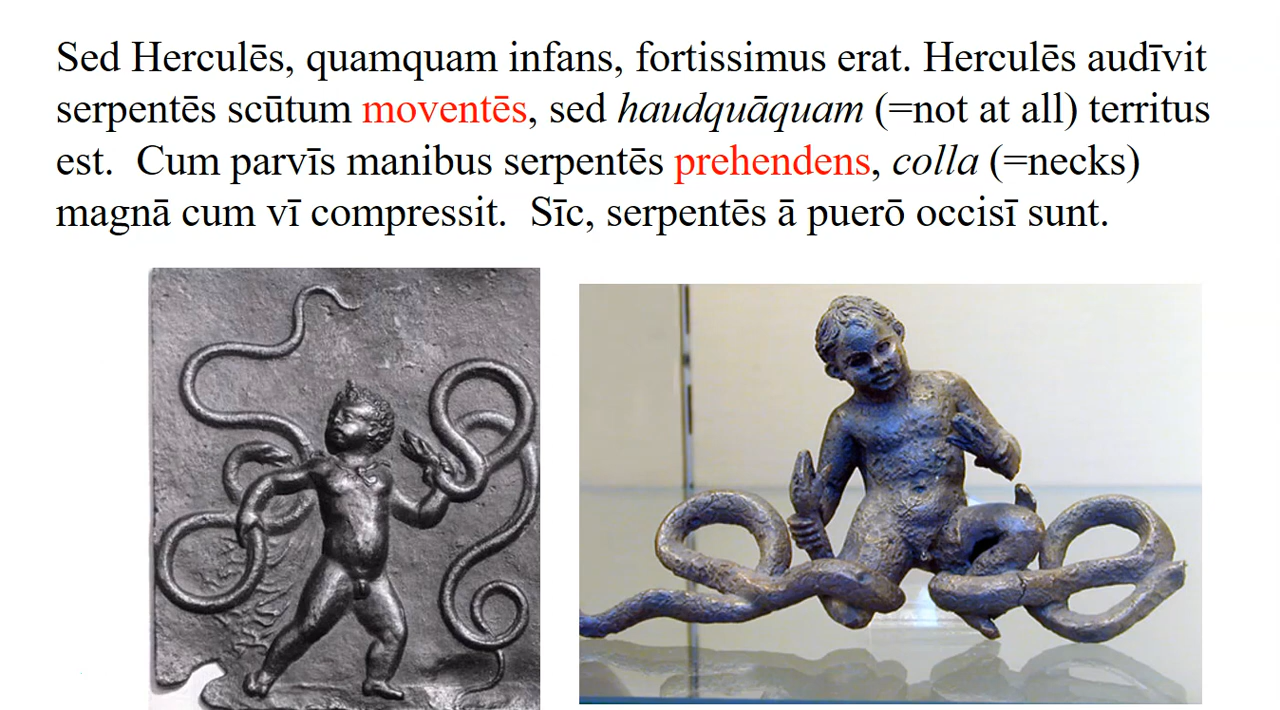 Sed Herculēs, quamquam infans, fortissimus erat. Herculēs audīvit
serpentēs scūtum moventēs, sed haudquāquam (=not at all) territus
est.  Cum parvīs manibus serpentēs prehendens, colla (=necks)
magnā cum vī compressit.  Sīc, serpentēs ā puerō occisī sunt.